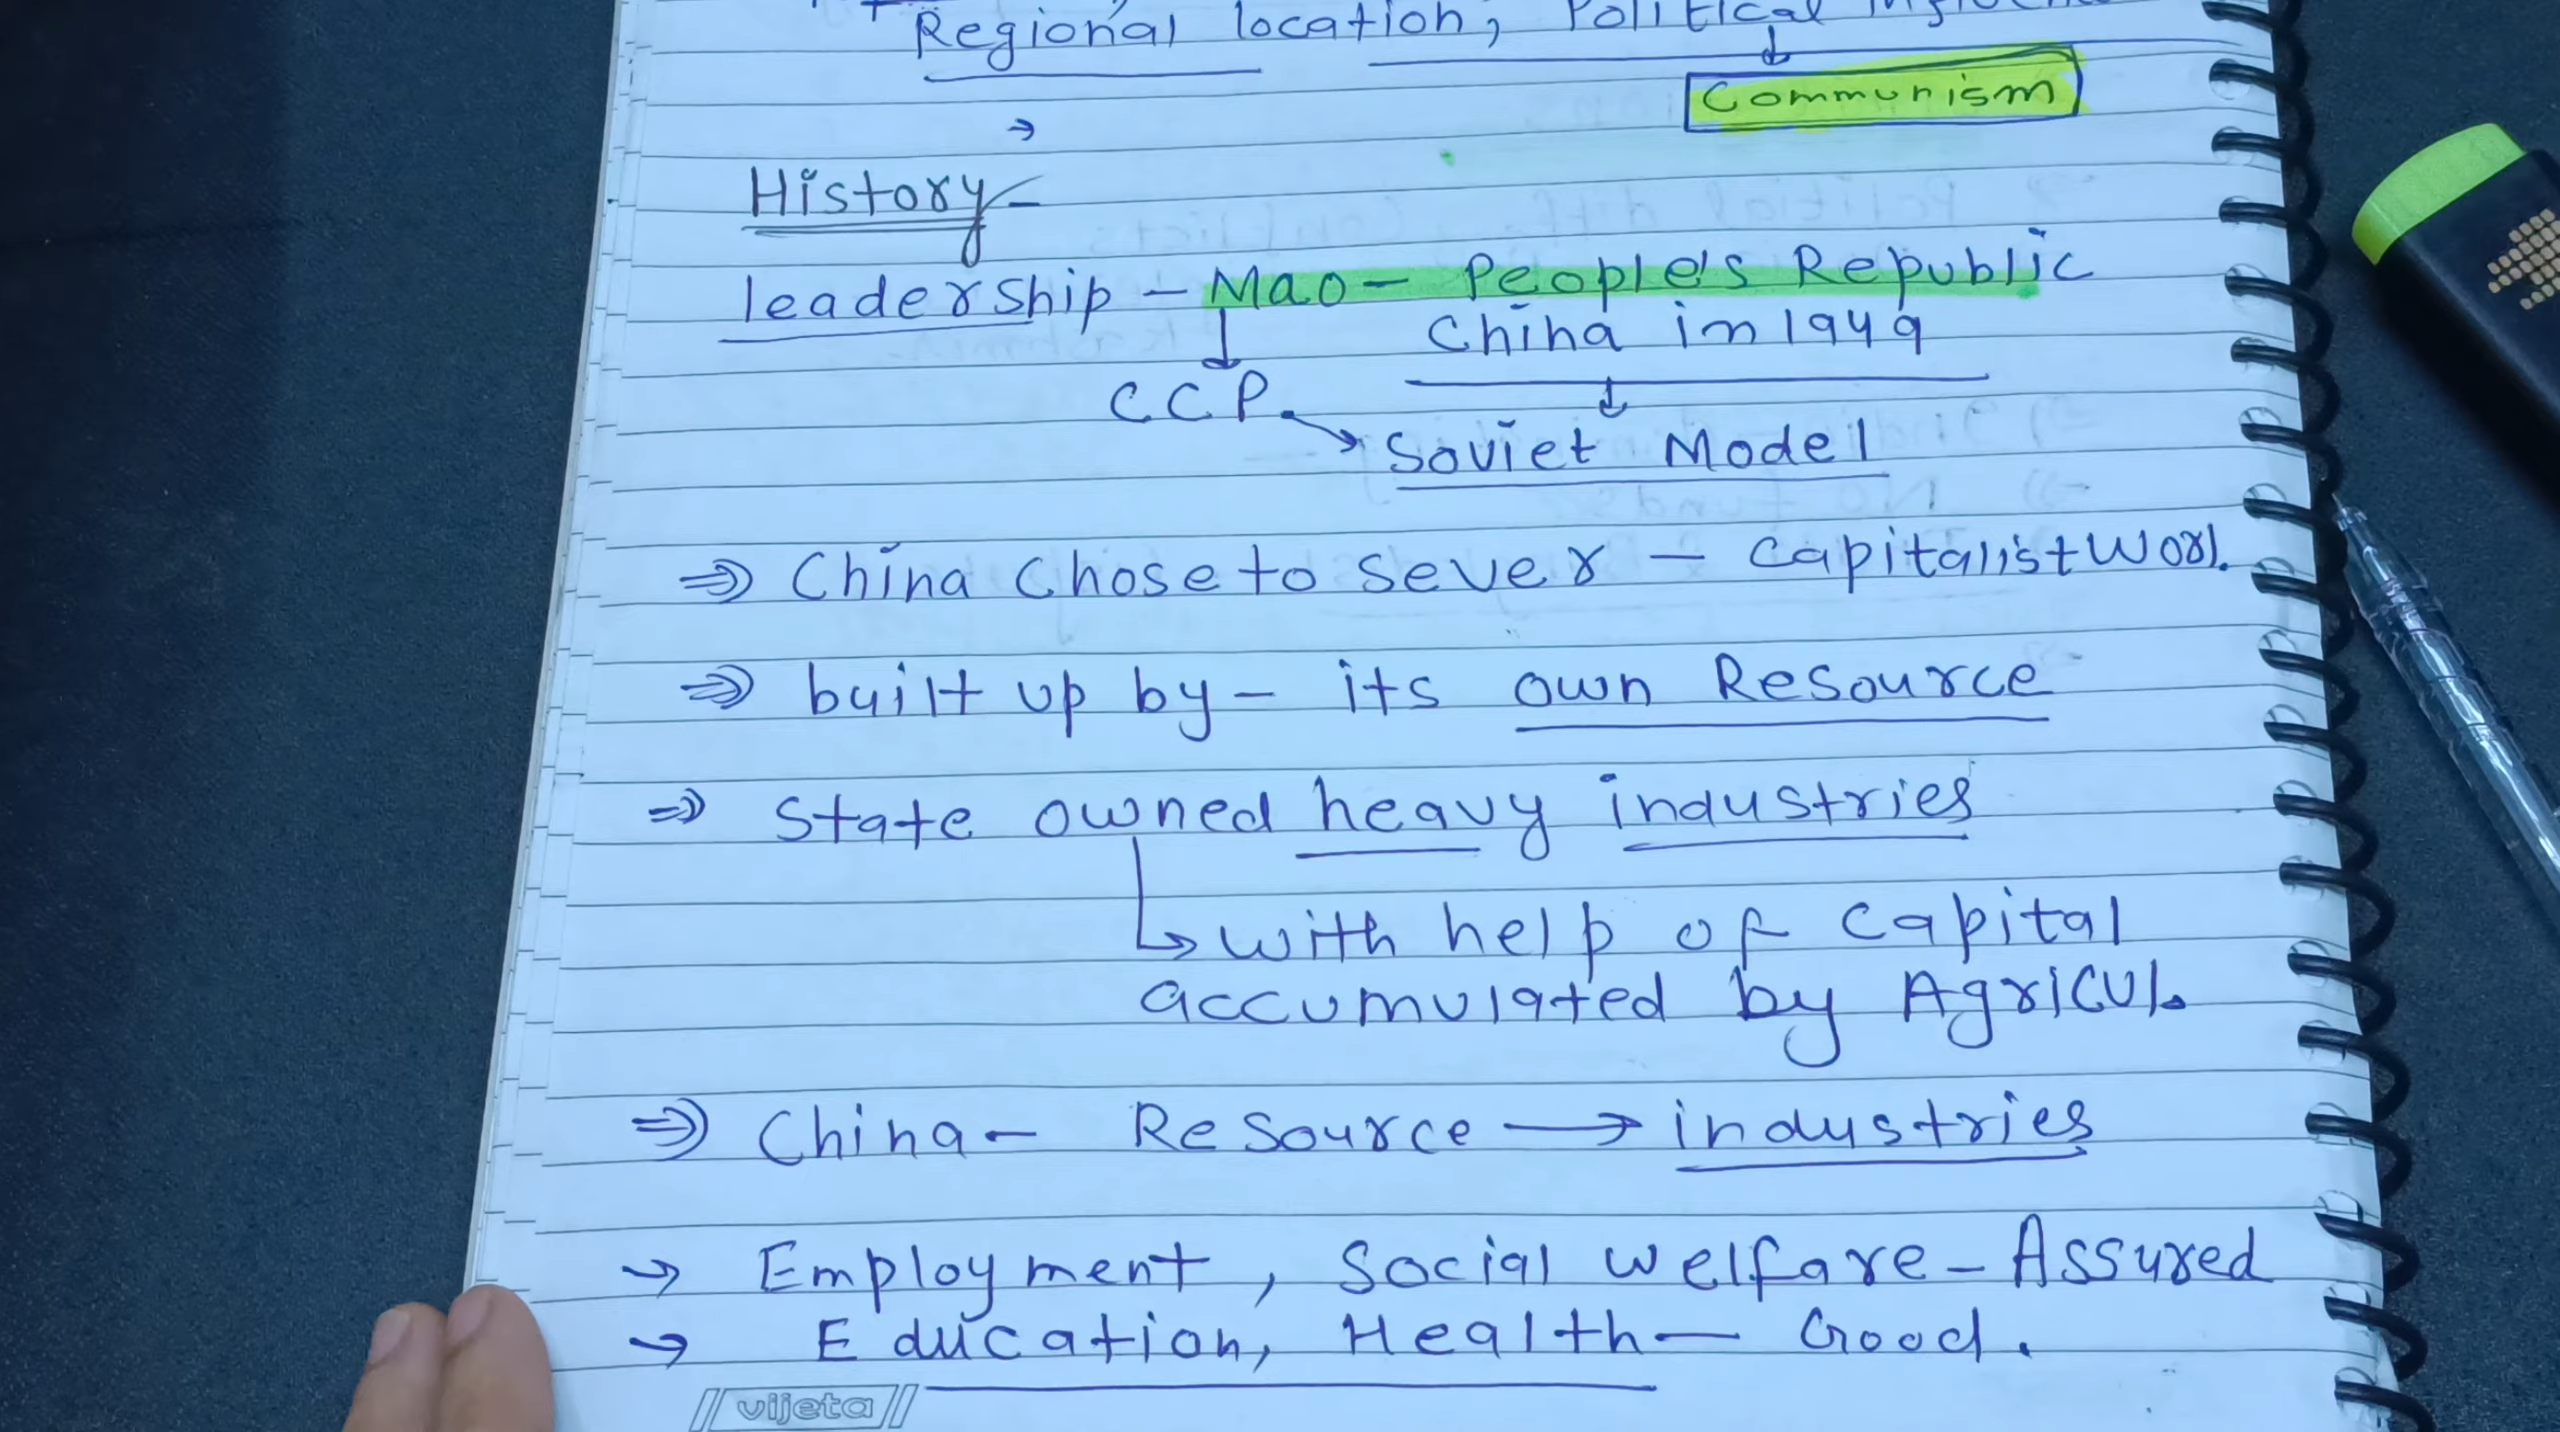 Regional location, Political
Communism
→
History-
leadership - Mao - People's Republic
China in 1949
CCP.
→ Soviet Model
⇒ China chose to sever - capitalist worl.
⇒ built up by - its own Resource
⇒ State owned heavy industries
↳ with help of capital
accumulated by Agricul.
⇒ China - Resource → industries
→ Employment, Social welfare - Assured
→ Education, Health - Good.
vijeta